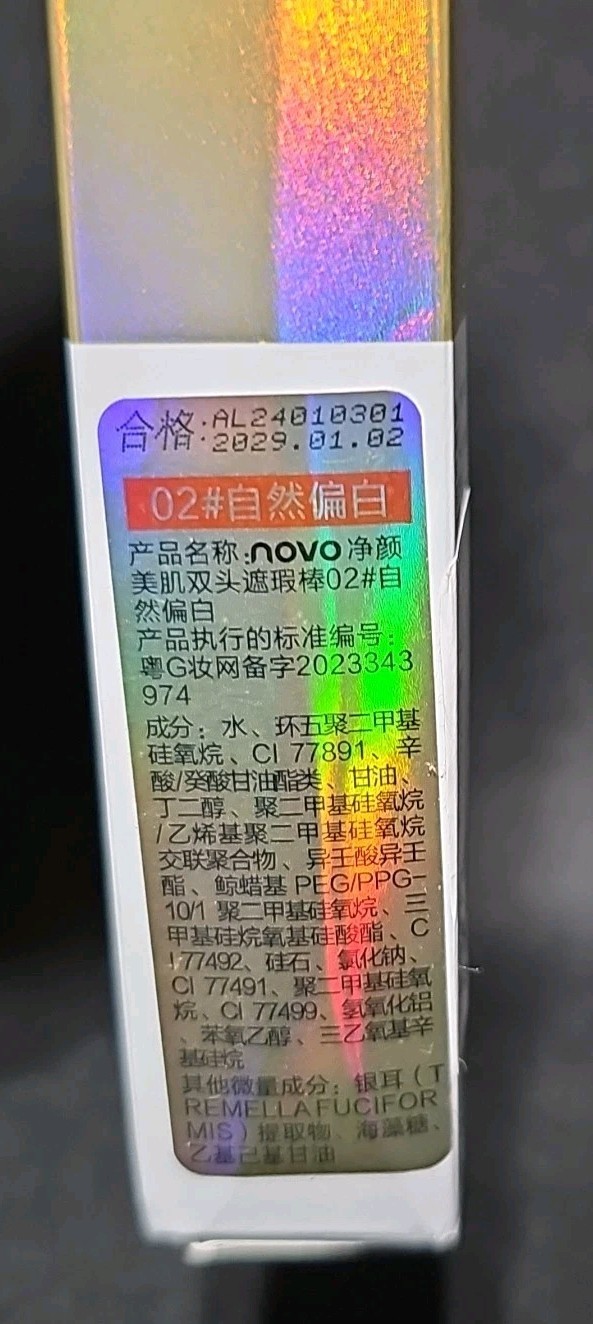 合格:AL24010301
2029.01.02
02#自然偏白
产品名称:novo净颜
美肌双头遮瑕棒02#自
然偏白
产品执行的标准编号:
粤G妆网备字2023343
974
成分:水、环五聚二甲基
硅氧烷、CI 77891、辛
酸/癸酸甘油酯类、甘油、
丁二醇、聚二甲基硅氧烷
/乙烯基聚二甲基硅氧烷
交联聚合物、异壬酸异壬
酯、鲸蜡基 PEG/PPG-
10/1 聚二甲基硅氧烷、三
甲基硅烷氧基硅酸酯、C
I 77492、硅石、氯化钠、
CI 77491、聚二甲基硅氧
烷、CI 77499、氢氧化铝
、苯氧乙醇、三乙氧基辛
基硅烷
其他微量成分:银耳(T
REMELLA FUCIFOR
MIS)提取物、海藻糖、
乙基己基甘油